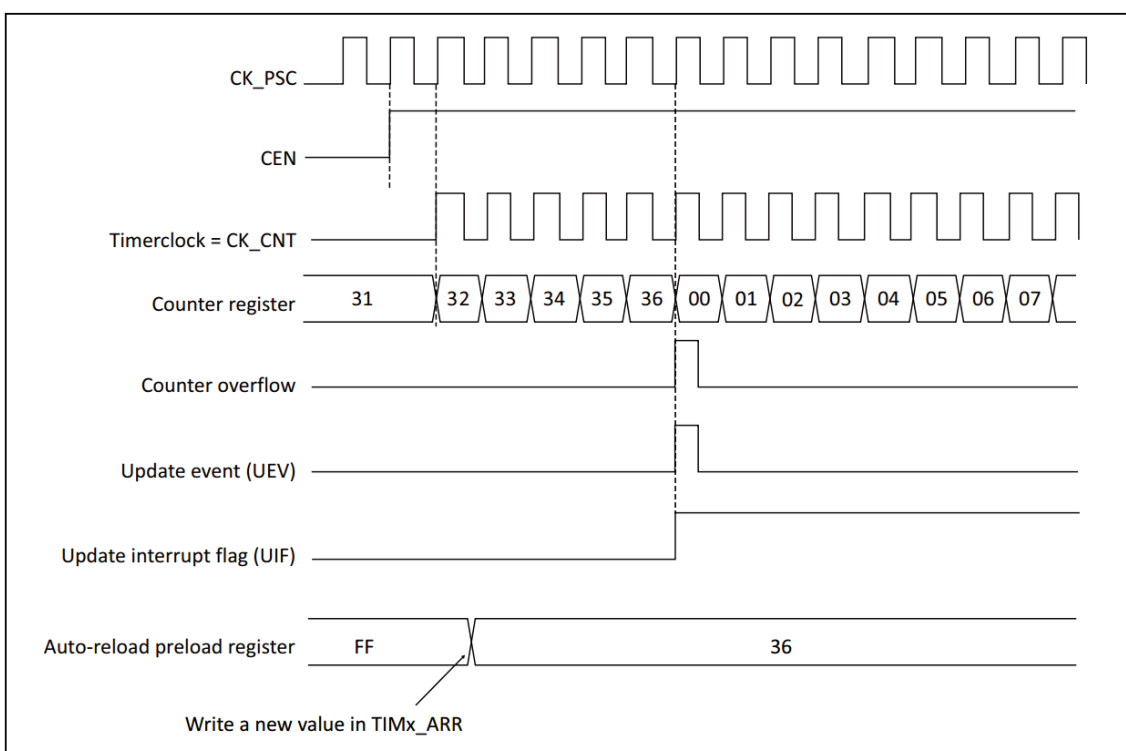 CK_PSC
CEN
Timerclock = CK_CNT
Counter register 31 32 33 34 35 36 00 01 02 03 04 05 06 07
Counter overflow
Update event (UEV)
Update interrupt flag (UIF)
Auto-reload preload register FF 36
Write a new value in TIMx_ARR